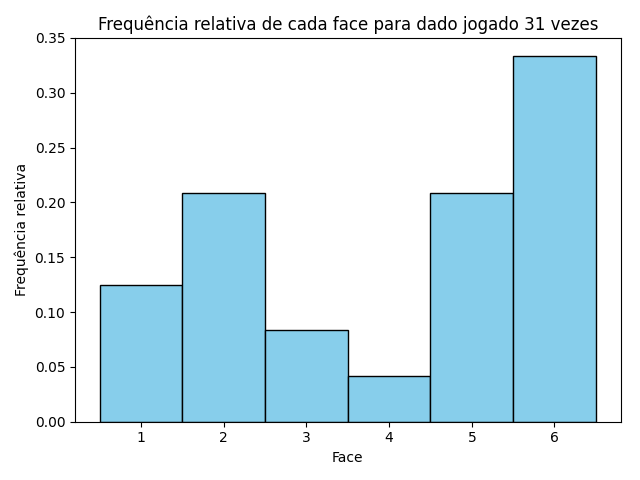 Frequência relativa de cada face para dado jogado 31 vezes
0.35
0.30
0.25
0.20
0.15
0.10
0.05
0.00
Frequência relativa
1 2 3 4 5 6
Face